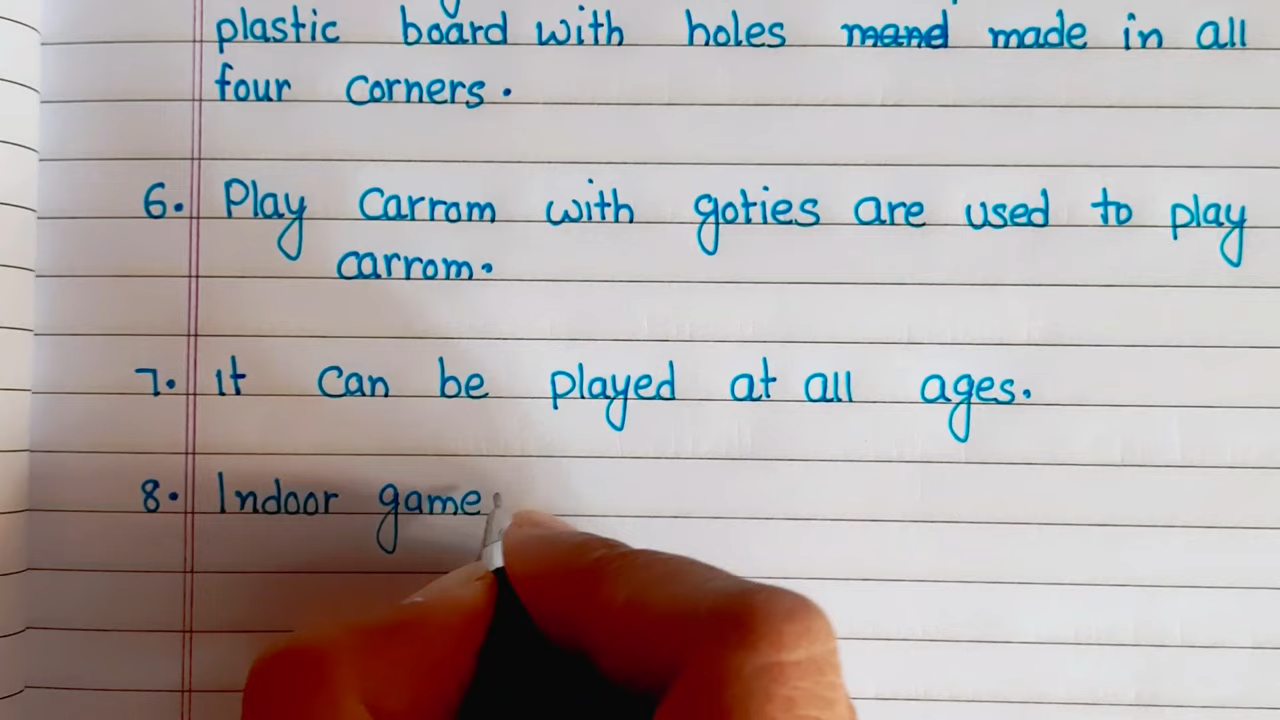 plastic board with holes mand made in all
four corners.
6. Play carrom with goties are used to play
carrom.
7. It can be played at all ages.
8. Indoor game